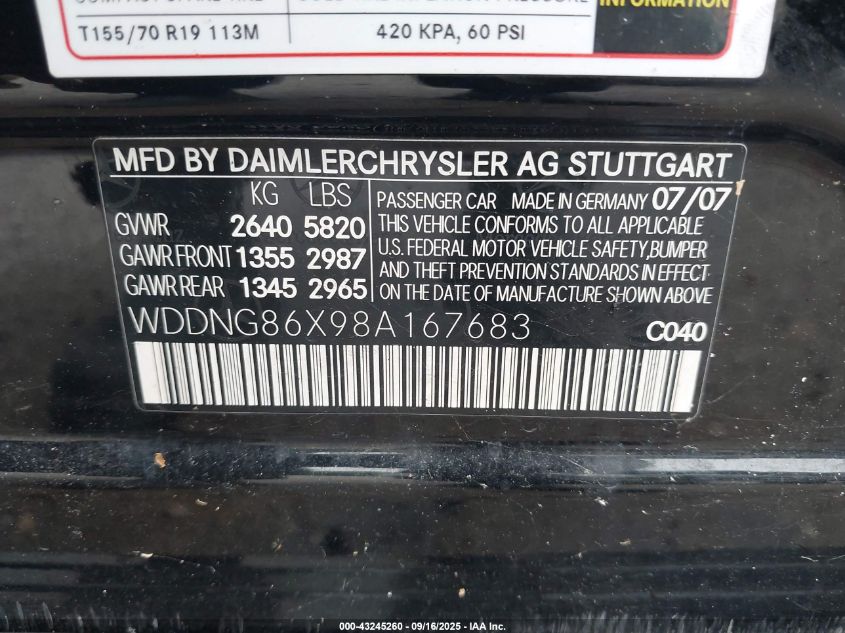 INFORMATION
T155/70 R19 113M 420 KPA, 60 PSI
MFD BY DAIMLERCHRYSLER AG STUTTGART
KG LBS
GVWR 2640 5820
GAWR FRONT 1355 2987
GAWR REAR 1345 2965
PASSENGER CAR MADE IN GERMANY 07/07
THIS VEHICLE CONFORMS TO ALL APPLICABLE
U.S. FEDERAL MOTOR VEHICLE SAFETY,BUMPER
AND THEFT PREVENTION STANDARDS IN EFFECT
ON THE DATE OF MANUFACTURE SHOWN ABOVE
WDDNG86X98A167683 C040
000-43245260 - 09/16/2025 - IAA Inc.